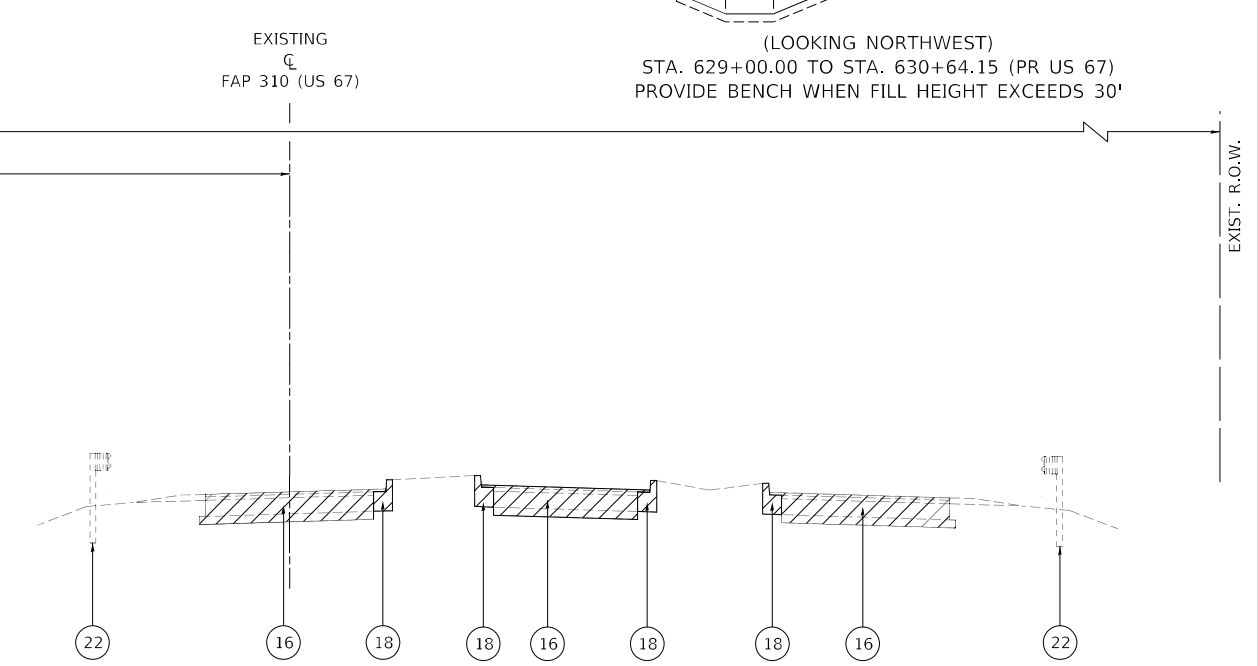 EXISTING
℄
FAP 310 (US 67)
(LOOKING NORTHWEST)
STA. 629+00.00 TO STA. 630+64.15 (PR US 67)
PROVIDE BENCH WHEN FILL HEIGHT EXCEEDS 30'
EXIST. R.O.W.
22 16 18 18 16 18 18 16 22